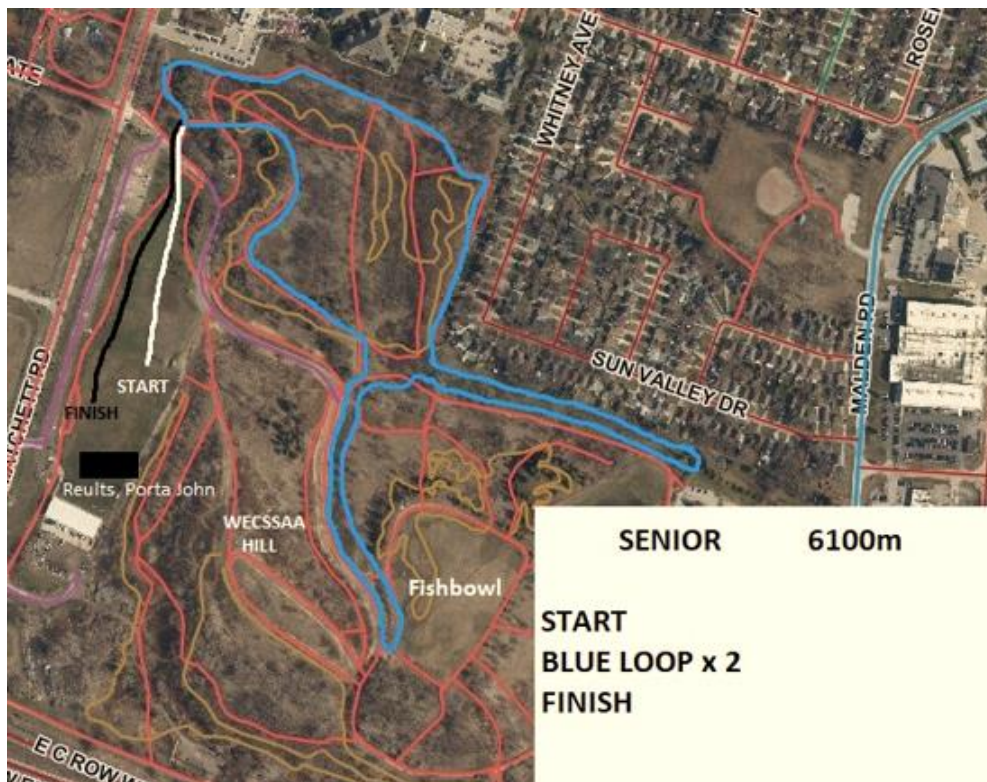 ATE
WHITNEY AVE
ROSE
MALDEN RD
SUN VALLEY DR
START
FINISH
Reults, Porta John
WECSSAA
HILL
Fishbowl
SENIOR 6100m
START
BLUE LOOP x 2
FINISH
E C ROW